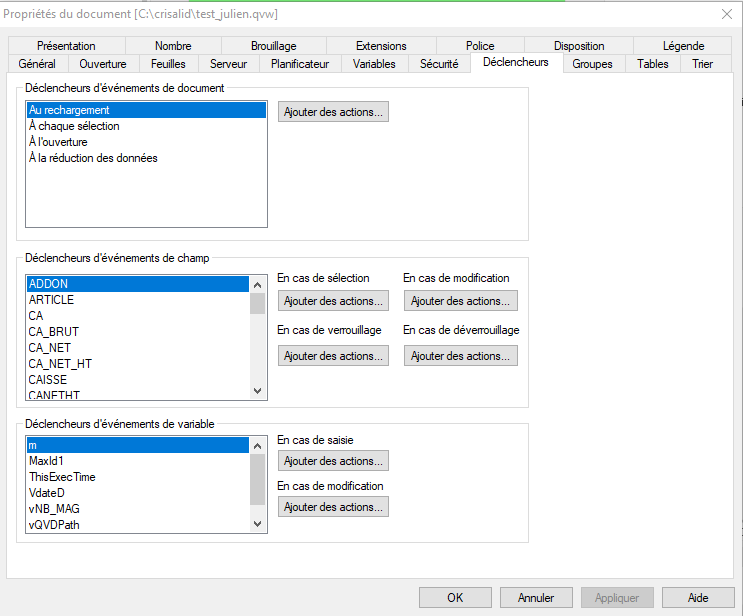 Propriétés du document [C:\crisalid\test_julien.qvw]
Présentation Nombre Brouillage Extensions Police Disposition Légende
Général Ouverture Feuilles Serveur Planificateur Variables Sécurité Déclencheurs Groupes Tables Trier
Déclencheurs d'événements de document
Au rechargement
Ajouter des actions...
À chaque sélection
À l'ouverture
À la réduction des données
Déclencheurs d'événements de champ
ADDON
ARTICLE
CA
CA_BRUT
CA_NET
CA_NET_HT
CAISSE
CANETHT
En cas de sélection En cas de modification
Ajouter des actions... Ajouter des actions...
En cas de verrouillage En cas de déverrouillage
Ajouter des actions... Ajouter des actions...
Déclencheurs d'événements de variable
m
MaxId1
ThisExecTime
VdateD
vNB_MAG
vQVDPath
En cas de saisie
Ajouter des actions...
En cas de modification
Ajouter des actions...
OK Annuler Appliquer Aide